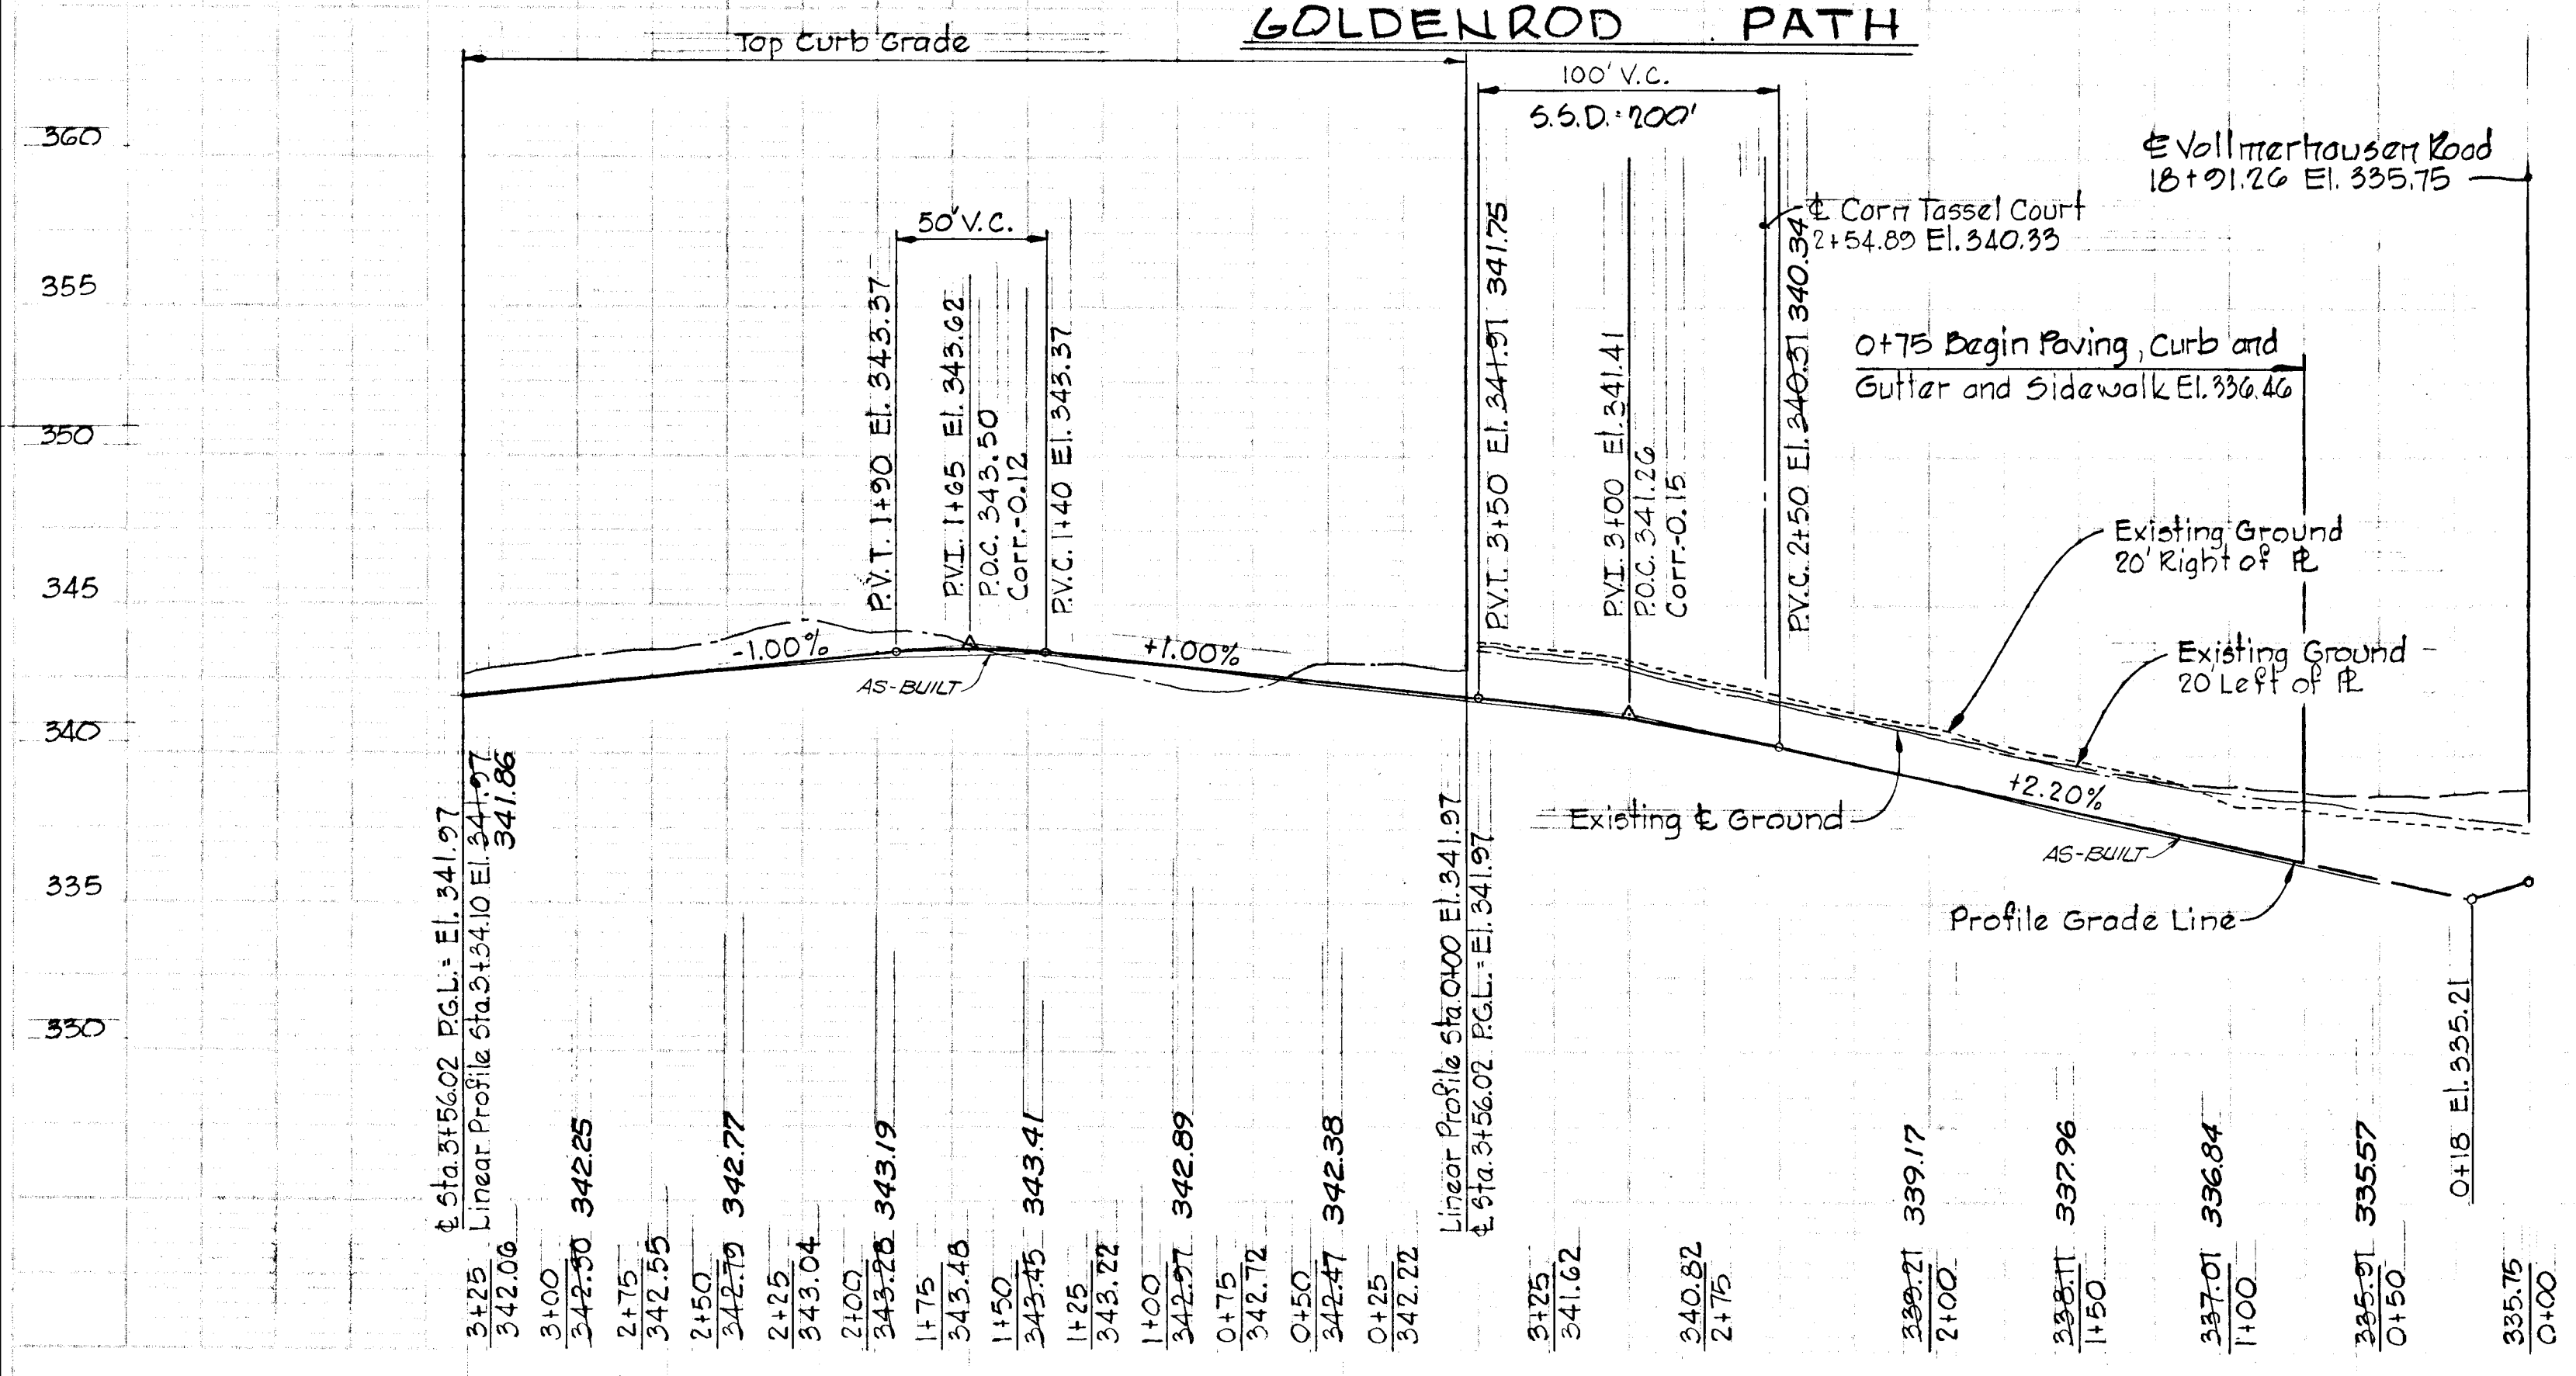 GOLDENROD PATH
Top Curb Grade
100' V.C.
S.S.D.=200'
360
355
350
345
340
335
330
℄ Vollmerhausen Road
18+91.26 El. 335.75
℄ Corn Tassel Court
2+54.89 El. 340.33
50' V.C.
0+75 Begin Paving, Curb and
Gutter and Sidewalk El. 336.46
P.V.T. 1+90 El. 343.37
P.V.I. 1+65 El. 343.62
P.O.C. 343.50
Corr.-0.12
P.V.C. 1+40 El. 343.37
P.V.T. 3+50 El. 341.91 341.75
P.V.I. 3+00 El. 341.41
P.O.C. 341.26
Corr.-0.15
P.V.C. 2+50 El. 340.31 340.34
Existing Ground
20' Right of ℄
Existing Ground
20' Left of ℄
-1.00%
AS-BUILT
+1.00%
+2.20%
Existing ℄ Ground
AS-BUILT
Profile Grade Line
℄ Sta. 3+56.02 P.G.L. = El. 341.97
Linear Profile Sta. 3+34.10 El. 341.97
341.86
Linear Profile Sta. 0+00 El. 341.97
℄ Sta. 3+56.02 P.G.L. = El. 341.97
0+18 El. 335.21
3+25
342.06
3+00
342.30 342.25
2+75
342.55
2+50
342.79 342.77
2+25
343.04
2+00
343.28 343.19
1+75
343.48
1+50
343.45 343.41
1+25
343.22
1+00
342.97 342.89
0+75
342.72
0+50
342.47 342.38
0+25
342.22
3+25
341.62
340.82
2+75
339.21 339.17
2+00
338.11 337.96
1+50
337.01 336.84
1+00
335.91 335.57
0+50
335.75
0+00